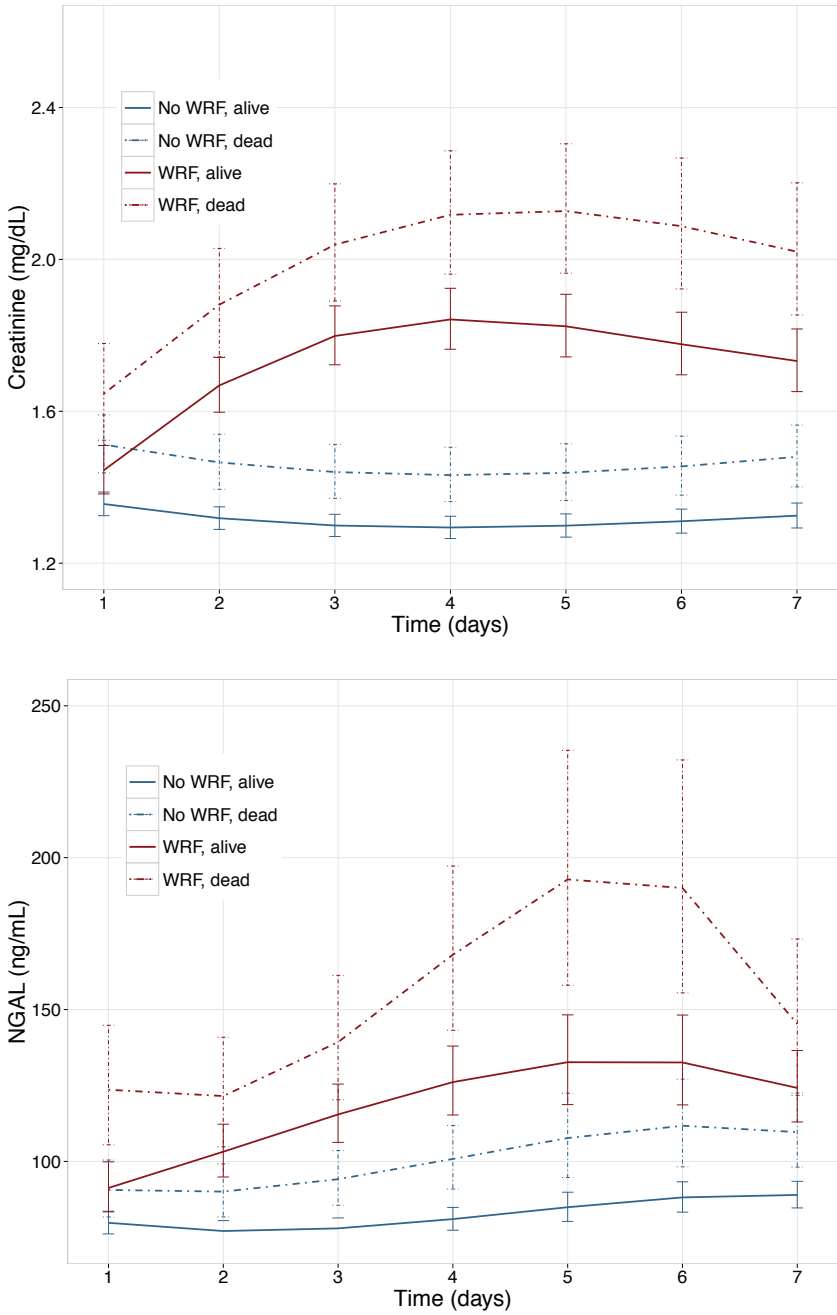 Creatinine (mg/dL)
2.4
2.0
1.6
1.2
No WRF, alive
No WRF, dead
WRF, alive
WRF, dead
1 2 3 4 5 6 7
Time (days)
NGAL (ng/mL)
250
200
150
100
No WRF, alive
No WRF, dead
WRF, alive
WRF, dead
1 2 3 4 5 6 7
Time (days)